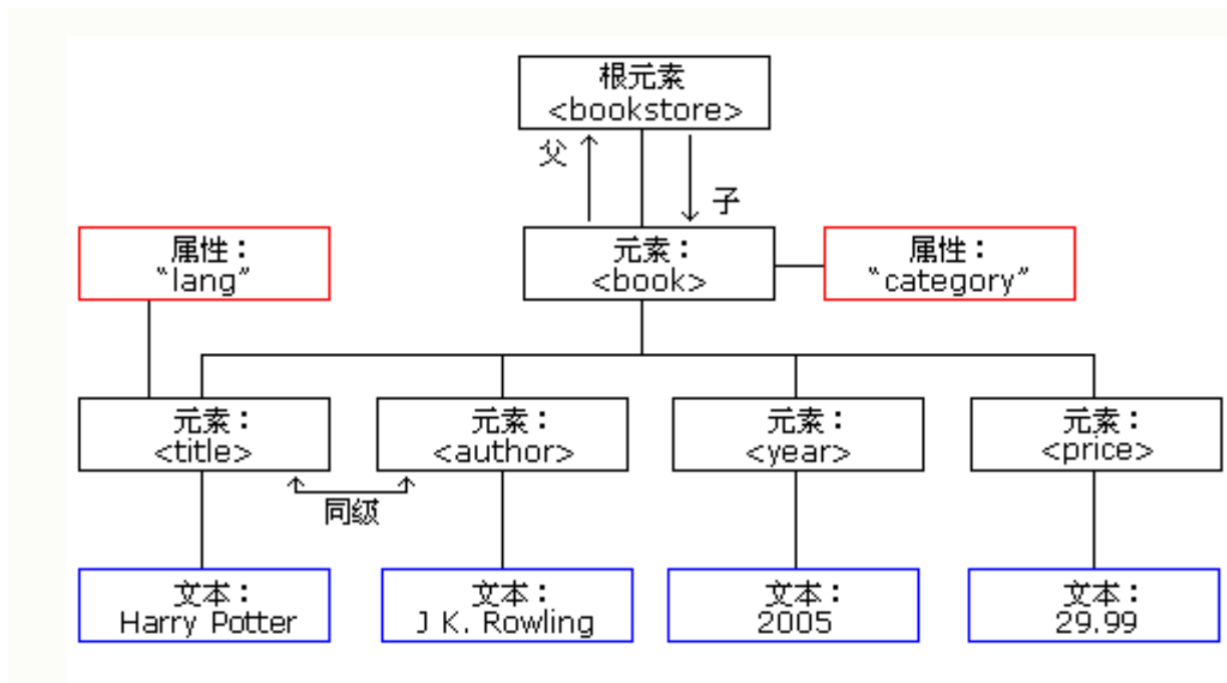 根元素
<bookstore>
父
子
属性：
“lang”
元素：
<book>
属性：
“category”
元素：
<title>
元素：
<author>
元素：
<year>
元素：
<price>
同级
文本：
Harry Potter
文本：
J K. Rowling
文本：
2005
文本：
29.99